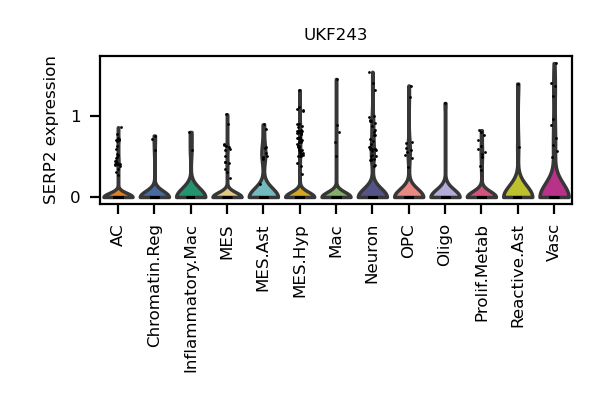 UKF243
SERP2 expression
1
0
AC
Chromatin.Reg
Inflammatory.Mac
MES
MES.Ast
MES.Hyp
Mac
Neuron
OPC
Oligo
Prolif.Metab
Reactive.Ast
Vasc